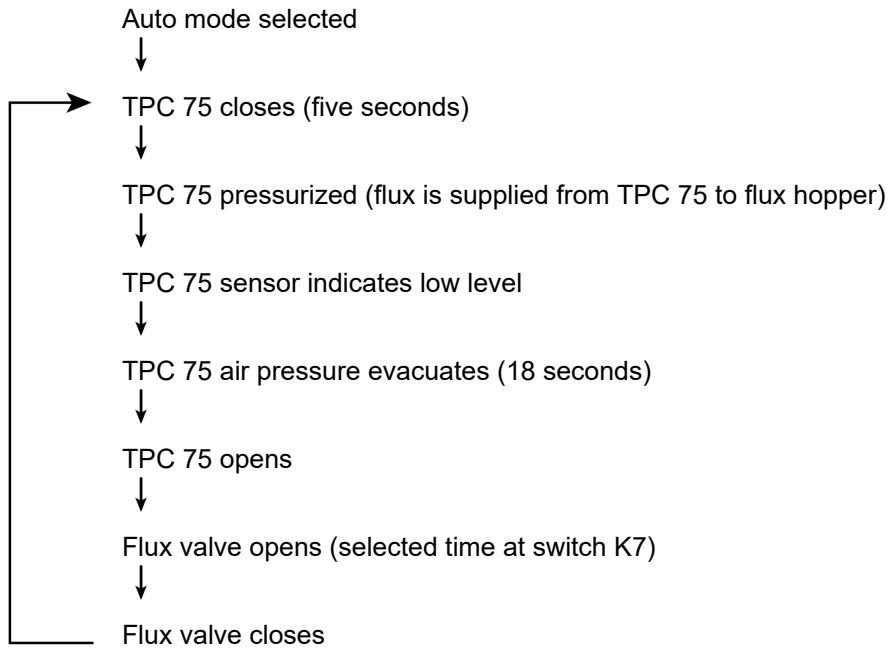 Auto mode selected
TPC 75 closes (five seconds)
TPC 75 pressurized (flux is supplied from TPC 75 to flux hopper)
TPC 75 sensor indicates low level
TPC 75 air pressure evacuates (18 seconds)
TPC 75 opens
Flux valve opens (selected time at switch K7)
Flux valve closes